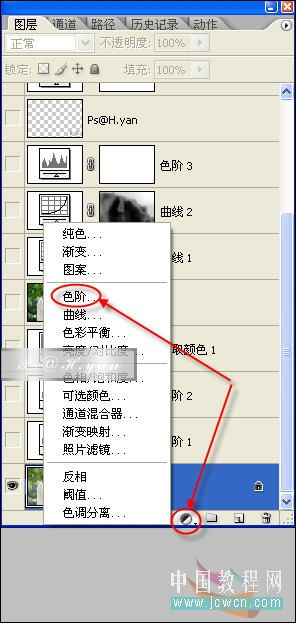 图层 通道 路径 历史记录 动作
正常 不透明度: 100%
锁定: 填充: 100%
Ps@H.yan
色阶 3
曲线 2
纯色...
渐变...
图案...
线 1
色阶...
曲线...
色彩平衡...
亮度/对比度...
取颜色 1
色相/饱和度...
可选颜色...
阶 2
通道混合器...
渐变映射...
阶 1
照片滤镜...
反相
阈值...
色调分离...
中国教程网
www.jcwcn.com